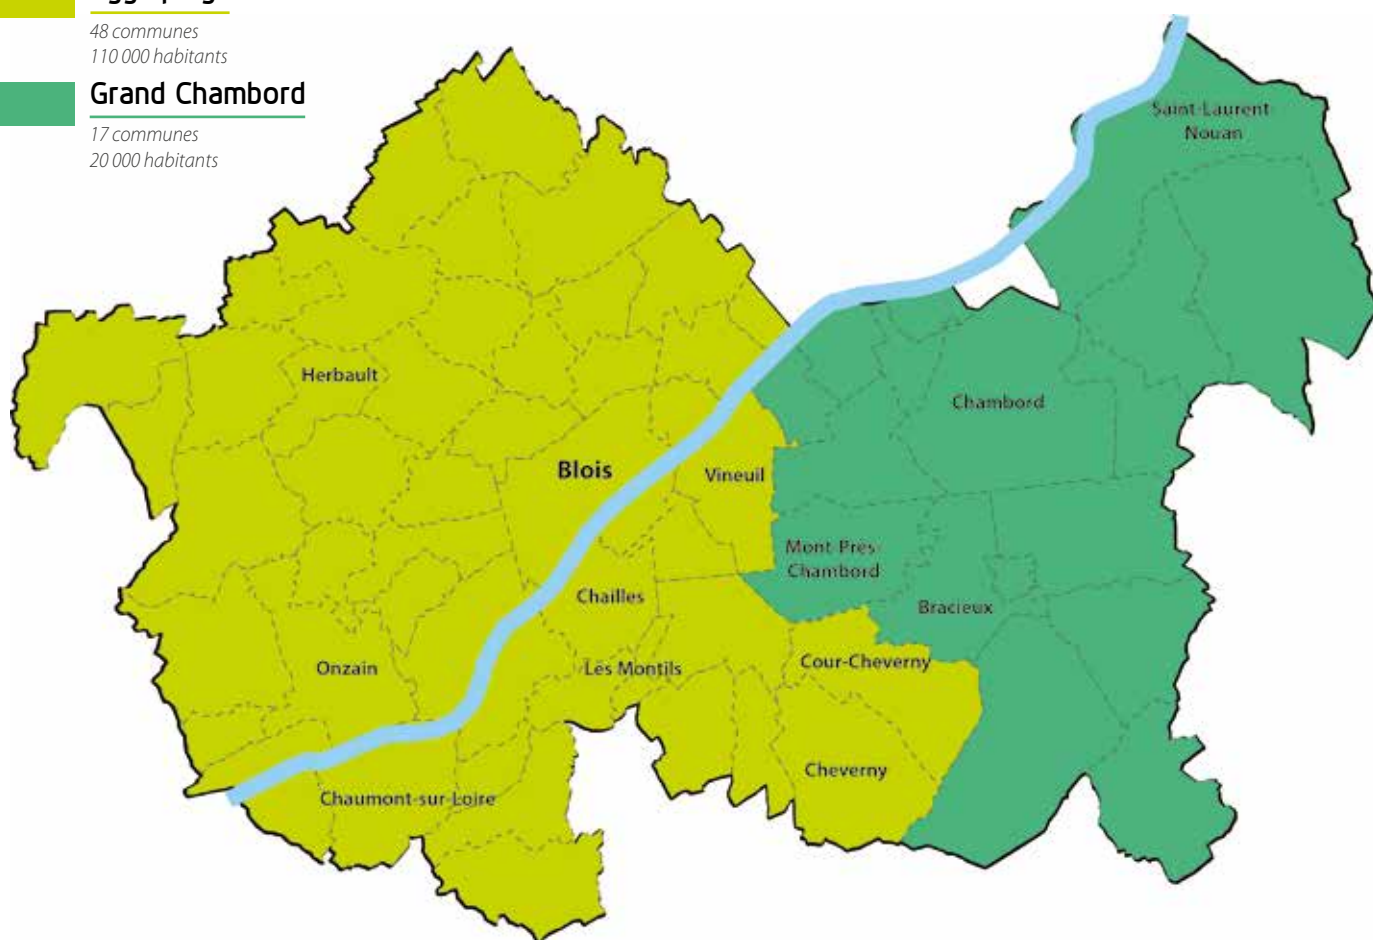 48 communes
110 000 habitants
Grand Chambord
17 communes
20 000 habitants
Saint-Laurent
Nouan
Herbault
Chambord
Blois
Vineuil
Mont-Près-
Chambord
Chailles
Bracieux
Onzain
Les Montils
Cour-Cheverny
Cheverny
Chaumont-sur-Loire